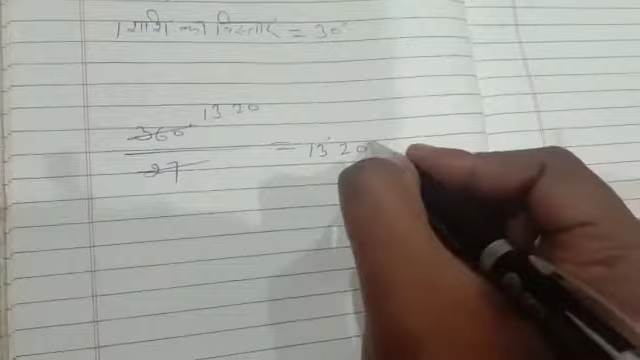 1 राशि का विस्तार = 30°
13 20
360°
27
= 13° 20